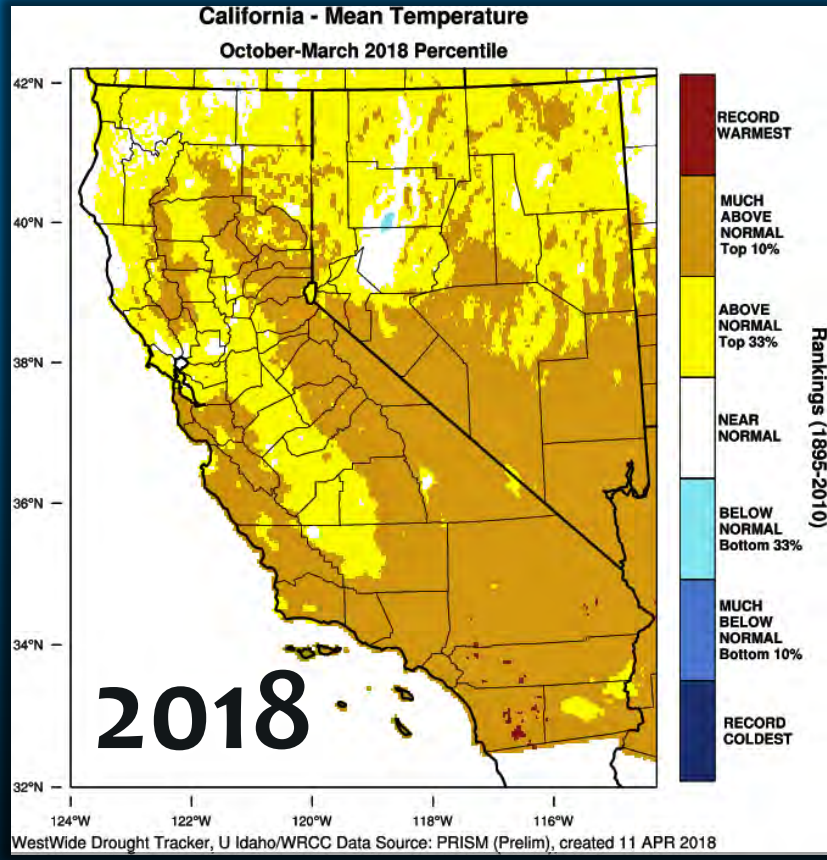 California - Mean Temperature
October-March 2018 Percentile
42°N
40°N
38°N
36°N
34°N
32°N
124°W
122°W
120°W
118°W
116°W
2018
RECORD
WARMEST
MUCH
ABOVE
NORMAL
Top 10%
ABOVE
NORMAL
Top 33%
NEAR
NORMAL
BELOW
NORMAL
Bottom 33%
MUCH
BELOW
NORMAL
Bottom 10%
RECORD
COLDEST
Rankings (1895-2010)
WestWide Drought Tracker, U Idaho/WRCC Data Source: PRISM (Prelim), created 11 APR 2018